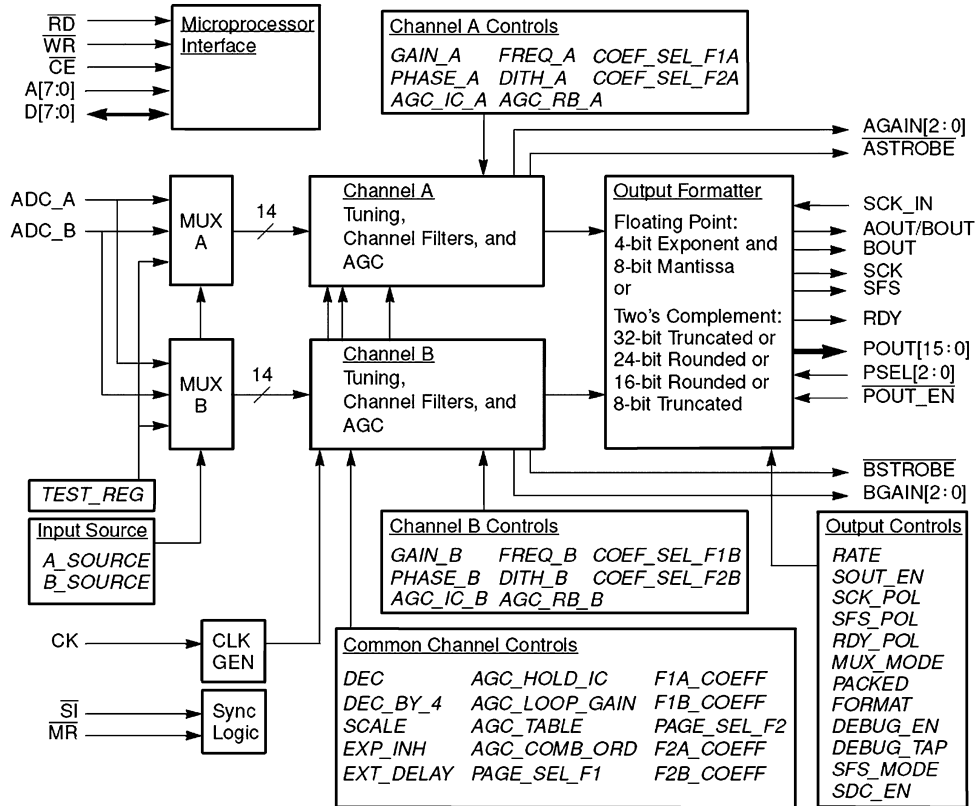 RD
WR
CE
A[7:0]
D[7:0]
Microprocessor
Interface
Channel A Controls
GAIN_A FREQ_A COEF_SEL_F1A
PHASE_A DITH_A COEF_SEL_F2A
AGC_IC_A AGC_RB_A
AGAIN[2:0]
ASTROBE
ADC_A
ADC_B
MUX
A
14
Channel A
Tuning,
Channel Filters, and
AGC
Output Formatter
Floating Point:
4-bit Exponent and
8-bit Mantissa
or
Two's Complement:
32-bit Truncated or
24-bit Rounded or
16-bit Rounded or
8-bit Truncated
SCK_IN
AOUT/BOUT
BOUT
SCK
SFS
RDY
POUT[15:0]
PSEL[2:0]
POUT_EN
MUX
B
14
Channel B
Tuning,
Channel Filters, and
AGC
BSTROBE
BGAIN[2:0]
TEST_REG
Input Source
A_SOURCE
B_SOURCE
Channel B Controls
GAIN_B FREQ_B COEF_SEL_F1B
PHASE_B DITH_B COEF_SEL_F2B
AGC_IC_B AGC_RB_B
Output Controls
RATE
SOUT_EN
SCK_POL
SFS_POL
RDY_POL
MUX_MODE
PACKED
FORMAT
DEBUG_EN
DEBUG_TAP
SFS_MODE
SDC_EN
CK
CLK
GEN
SI
MR
Sync
Logic
Common Channel Controls
DEC AGC_HOLD_IC F1A_COEFF
DEC_BY_4 AGC_LOOP_GAIN F1B_COEFF
SCALE AGC_TABLE PAGE_SEL_F2
EXP_INH AGC_COMB_ORD F2A_COEFF
EXT_DELAY PAGE_SEL_F1 F2B_COEFF